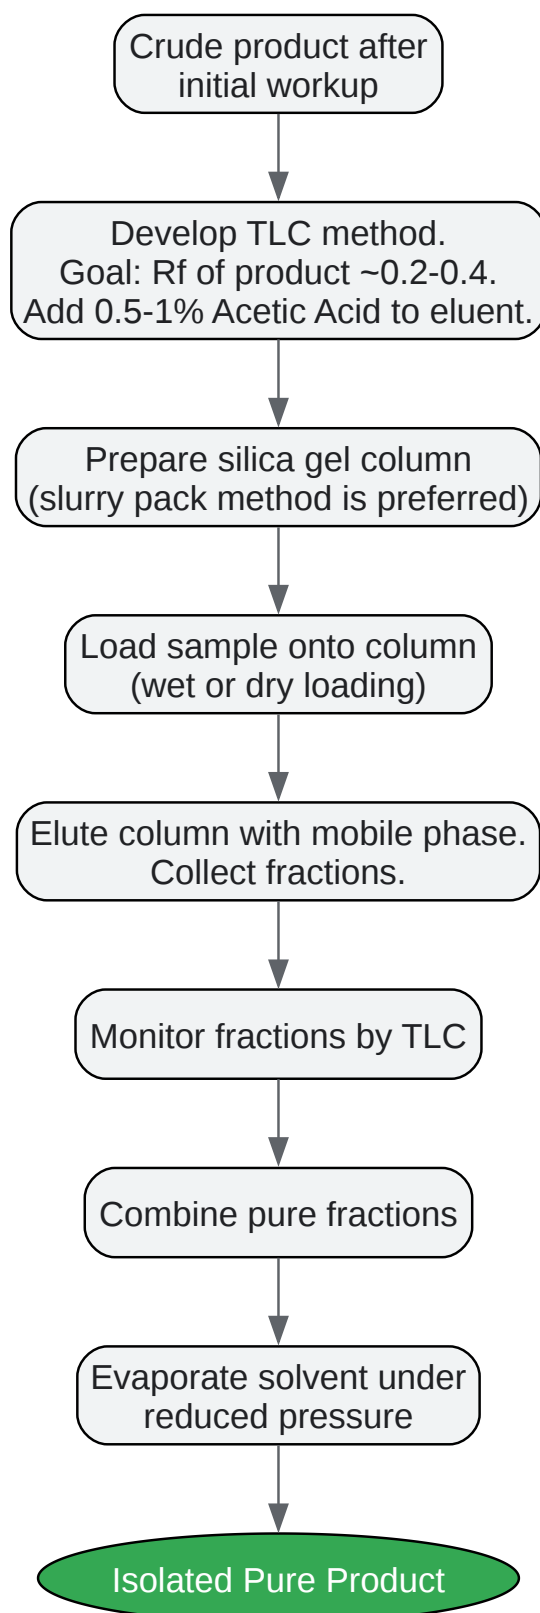 Crude product after
initial workup
Develop TLC method.
Goal: Rf of product ~0.2-0.4.
Add 0.5-1% Acetic Acid to eluent.
Prepare silica gel column
(slurry pack method is preferred)
Load sample onto column
(wet or dry loading)
Elute column with mobile phase.
Collect fractions.
Monitor fractions by TLC
Combine pure fractions
Evaporate solvent under
reduced pressure
Isolated Pure Product